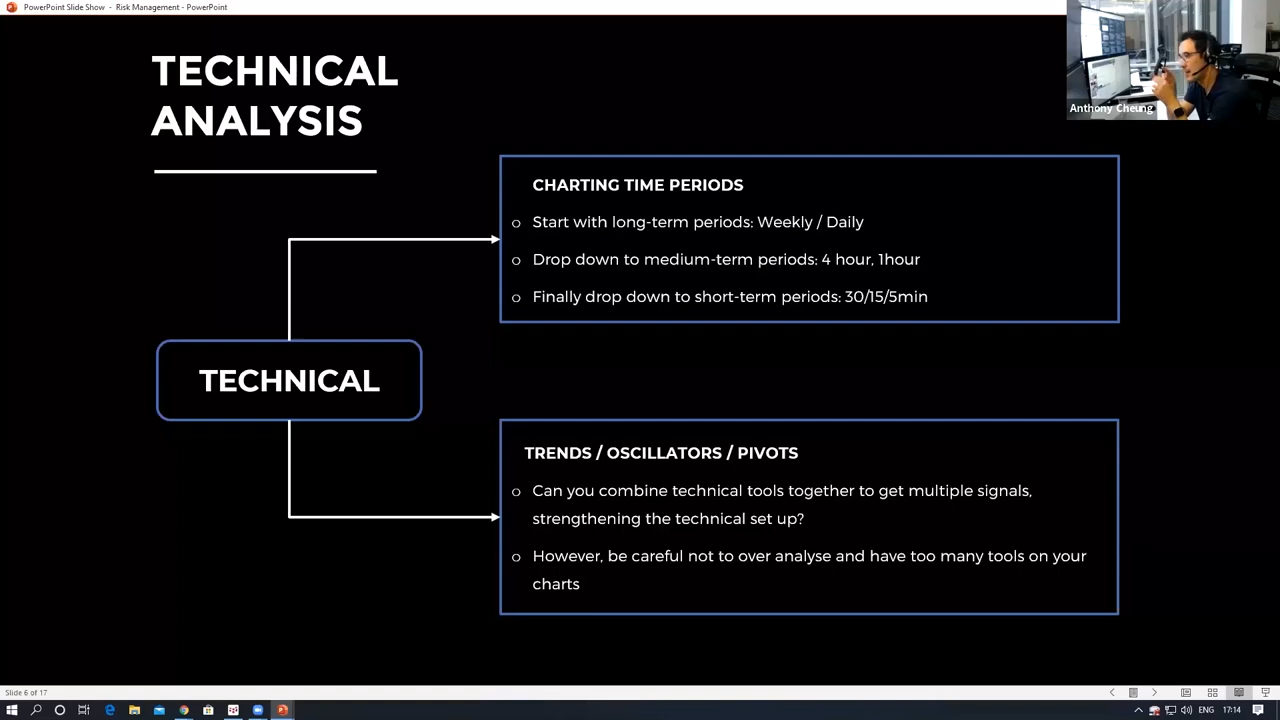 PowerPoint Slide Show - Risk Management - PowerPoint
TECHNICAL
ANALYSIS
Anthony Cheung
CHARTING TIME PERIODS
o Start with long-term periods: Weekly / Daily
o Drop down to medium-term periods: 4 hour, 1hour
o Finally drop down to short-term periods: 30/15/5min
TECHNICAL
TRENDS / OSCILLATORS / PIVOTS
o Can you combine technical tools together to get multiple signals,
strengthening the technical set up?
o However, be careful not to over analyse and have too many tools on your
charts
Slide 6 of 17
ENG
17:14